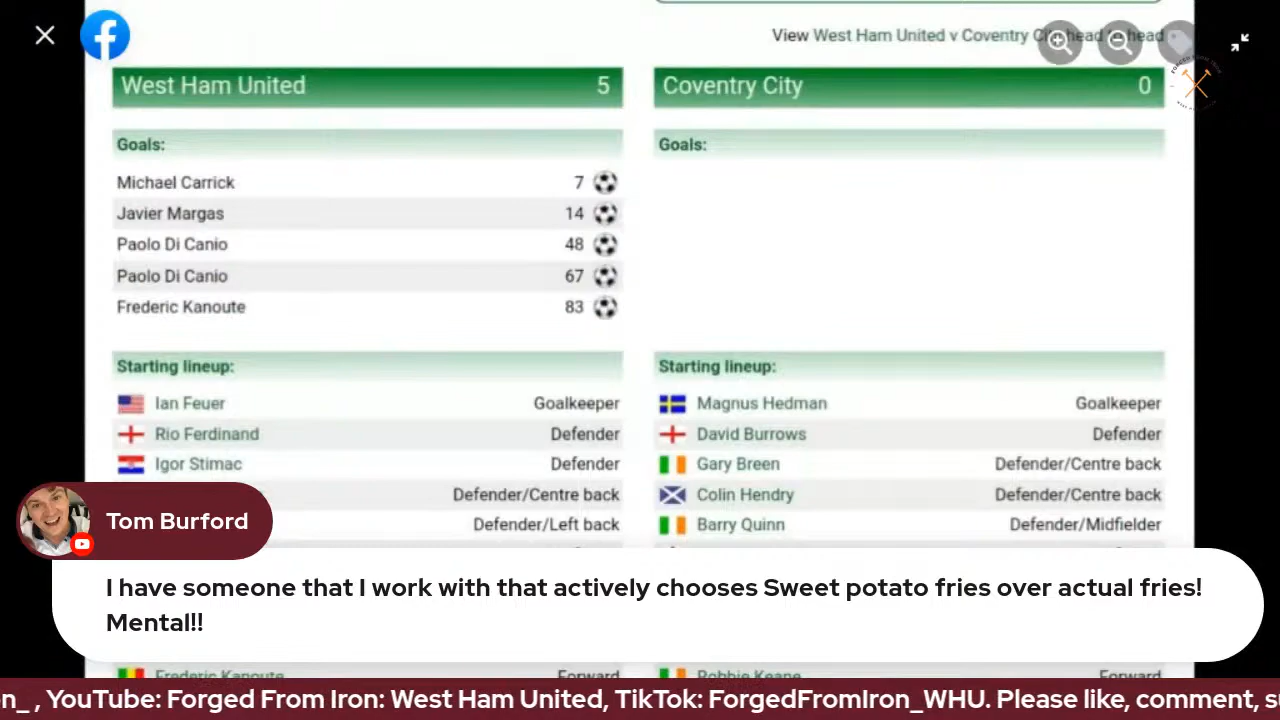 View West Ham United v Coventry City head to head
West Ham United 5
Coventry City 0
Goals:
Goals:
Michael Carrick 7
Javier Margas 14
Paolo Di Canio 48
Paolo Di Canio 67
Frederic Kanoute 83
Starting lineup:
Starting lineup:
Ian Feuer Goalkeeper
Magnus Hedman Goalkeeper
Rio Ferdinand Defender
David Burrows Defender
Igor Stimac Defender
Gary Breen Defender/Centre back
Defender/Centre back
Colin Hendry Defender/Centre back
Defender/Left back
Barry Quinn Defender/Midfielder
Tom Burford
I have someone that I work with that actively chooses Sweet potato fries over actual fries!
Mental!!
Frederic Kanoute Forward
Robbie Keane Forward
n_ , YouTube: Forged From Iron: West Ham United, TikTok: ForgedFromIron_WHU. Please like, comment, s